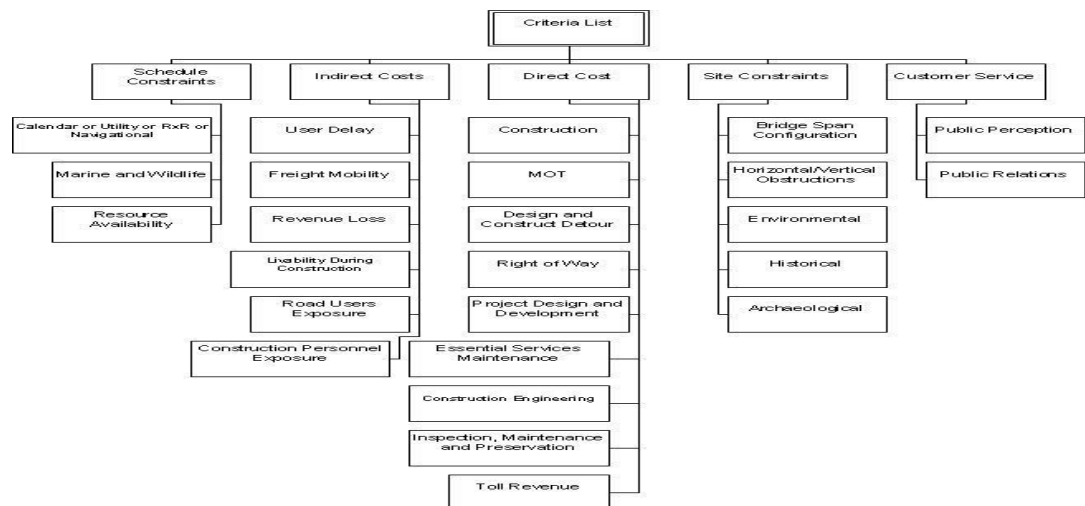 Criteria List
Schedule
Constraints
Indirect Costs
Direct Cost
Site Constraints
Customer Service
Calendar or Utility or RxR or
Navigational
Marine and Wildlife
Resource
Availability
User Delay
Freight Mobility
Revenue Loss
Livability During
Construction
Road Users
Exposure
Construction Personnel
Exposure
Construction
MOT
Design and
Construct Detour
Right of Way
Project Design and
Development
Essential Services
Maintenance
Construction Engineering
Inspection, Maintenance
and Preservation
Toll Revenue
Bridge Span
Configuration
Horizontal/Vertical
Obstructions
Environmental
Historical
Archaeological
Public Perception
Public Relations